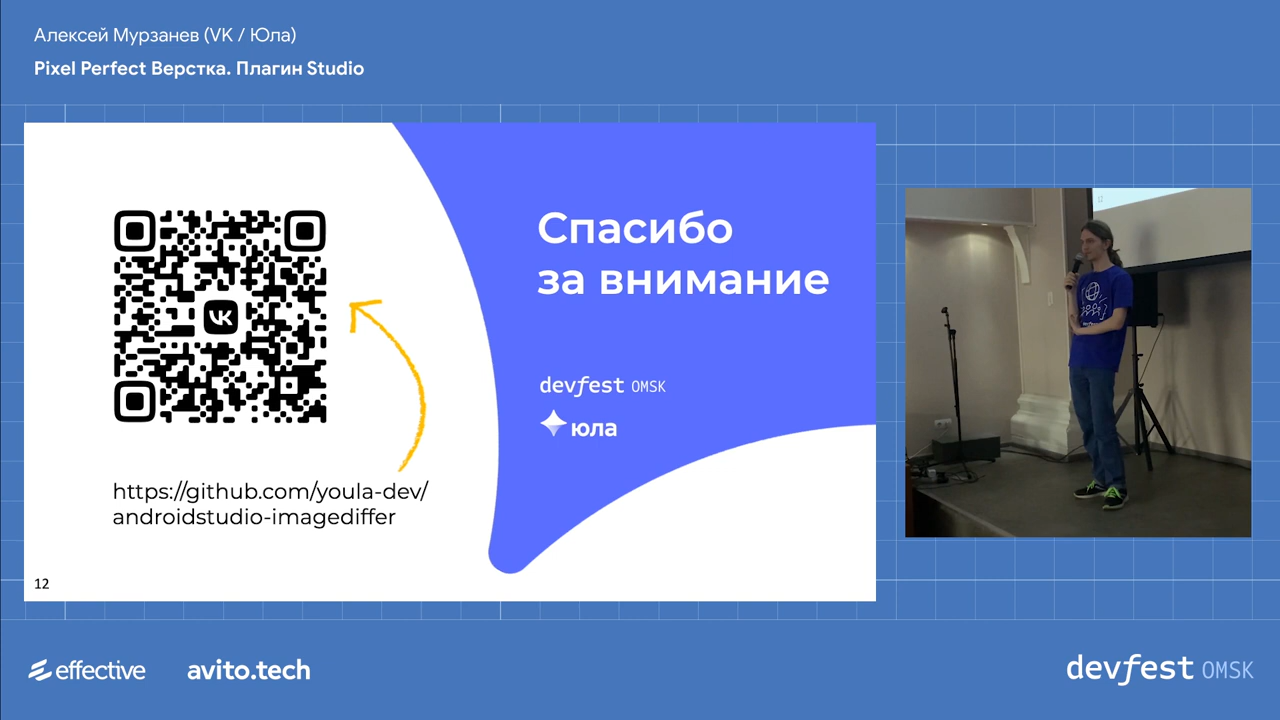 Алексей Мурзанев (VK / Юла)
Pixel Perfect Верстка. Плагин Studio
Спасибо
за внимание
devfest OMSK
юла
https://github.com/youla-dev/
androidstudio-imagediffer
12
effective
avito.tech
devfest OMSK